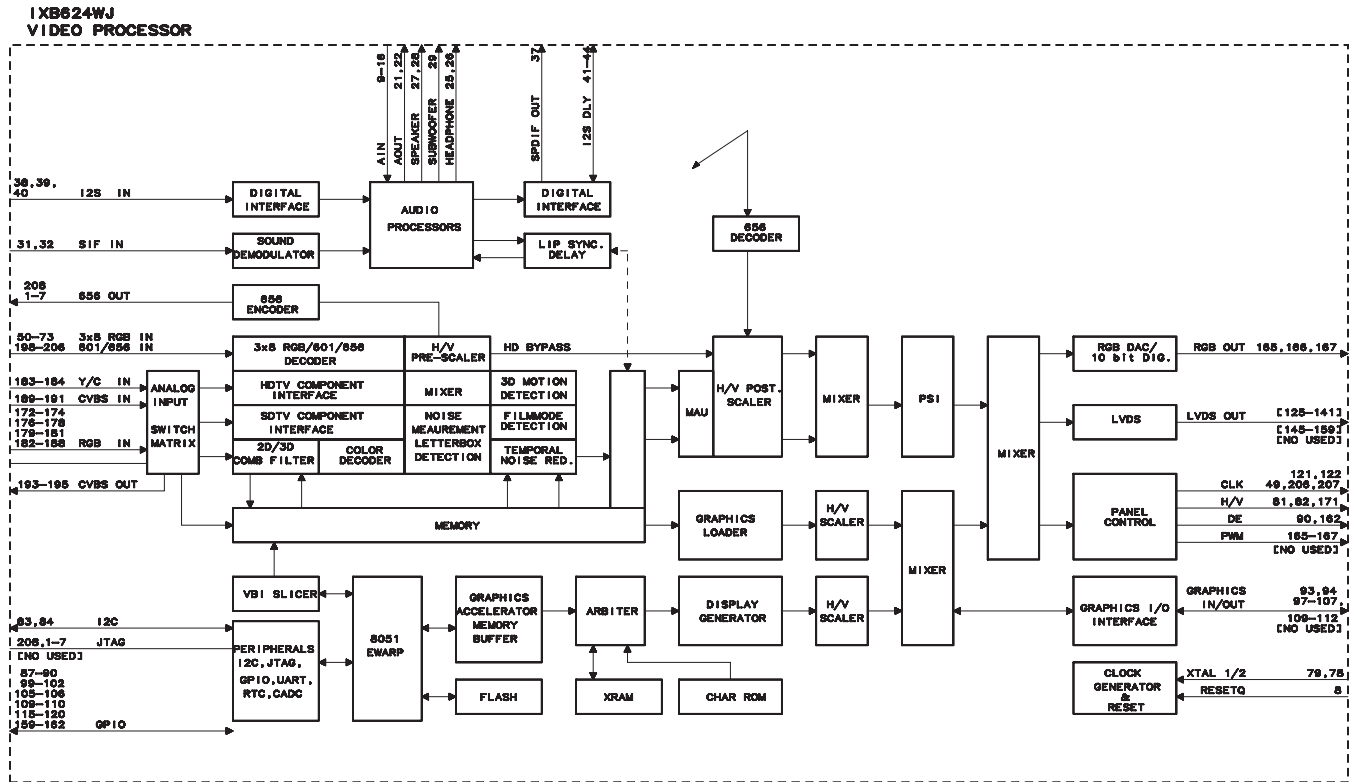 IXB624WJ
VIDEO PROCESSOR
AIN 9-16
AOUT 21,22
SPEAKER 27,28
SUBWOOFER 29
HEADPHONE 25,26
SPDIF OUT 37
I2S DLY 41-44
38,39,
40 I2S IN
DIGITAL
INTERFACE
AUDIO
PROCESSORS
DIGITAL
INTERFACE
31,32 SIF IN
SOUND
DEMODULATOR
LIP SYNC.
DELAY
656
DECODER
208
1-7 656 OUT
656
ENCODER
50-73 3x8 RGB IN
198-206 601/656 IN
3x8 RGB/601/656
DECODER
H/V
PRE-SCALER
HD BYPASS
183-184 Y/C IN
189-191 CVBS IN
172-174
176-178
179-181
182-188 RGB IN
193-195 CVBS OUT
ANALOG
INPUT
SWITCH
MATRIX
HDTV COMPONENT
INTERFACE
MIXER
3D MOTION
DETECTION
SDTV COMPONENT
INTERFACE
NOISE
MEAUREMENT
LETTERBOX
DETECTION
FILMMODE
DETECTION
2D/3D
COMB FILTER
COLOR
DECODER
TEMPORAL
NOISE RED.
MEMORY
MAU
H/V POST.
SCALER
MIXER
PSI
MIXER
RGB DAC/
10 bit DIG.
RGB OUT 165,166,167
LVDS
LVDS OUT [125-141]
[145-159]
[NO USED]
PANEL
CONTROL
121,122
CLK 49,206,207
H/V 81,82,171
DE 90,162
PWM 165-167
[NO USED]
GRAPHICS
LOADER
H/V
SCALER
MIXER
VBI SLICER
8051
EWARP
GRAPHICS
ACCELERATOR
MEMORY
BUFFER
ARBITER
DISPLAY
GENERATOR
H/V
SCALER
GRAPHICS I/O
INTERFACE
GRAPHICS 93,94
IN/OUT 97-107,
109-112
[NO USED]
83,84 I2C
208,1-7 JTAG
[NO USED]
87-90
99-102
105-106
109-110
115-120
159-162 GPIO
PERIPHERALS
I2C,JTAG,
GPIO,UART,
RTC,CADC
FLASH
XRAM
CHAR ROM
CLOCK
GENERATOR
&
RESET
XTAL 1/2 79,78
RESETQ 8